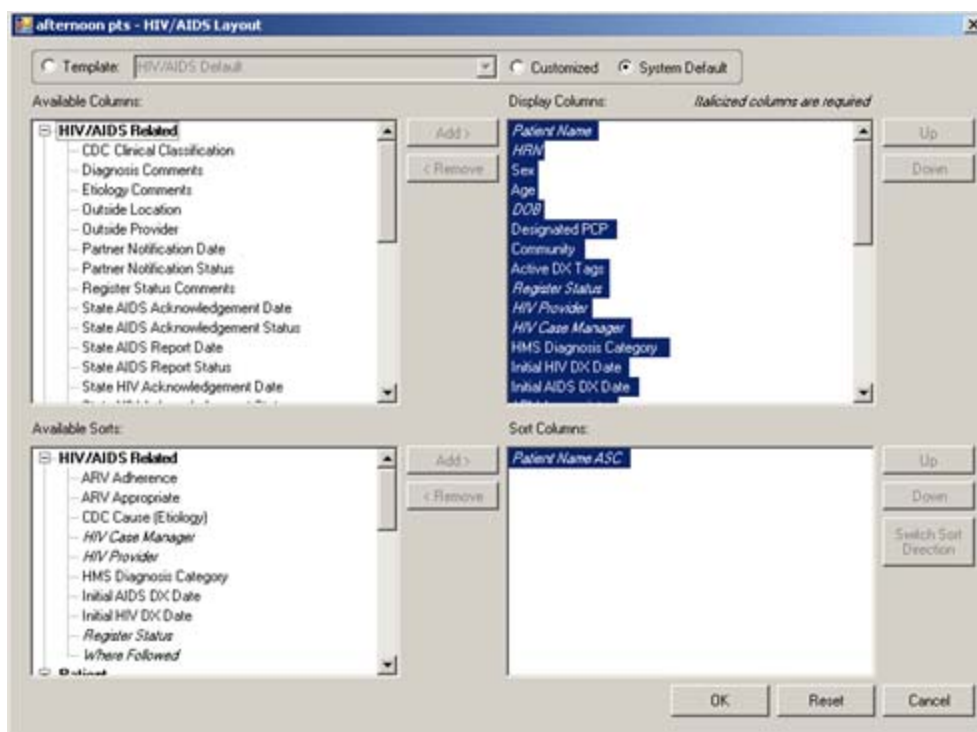 afternoon pts - HIV/AIDS Layout
Template: HIV/AIDS Default Customized System Default
Available Columns:
HIV/AIDS Related
CDC Clinical Classification
Diagnosis Comments
Etiology Comments
Outside Location
Outside Provider
Partner Notification Date
Partner Notification Status
Register Status Comments
State AIDS Acknowledgement Date
State AIDS Acknowledgement Status
State AIDS Report Date
State AIDS Report Status
State HIV Acknowledgement Date
Add >
< Remove
Display Columns: Italicized columns are required
Patient Name
HRN
Sex
Age
DOB
Designated PCP
Community
Active DX Tags
Register Status
HIV Provider
HIV Case Manager
HMS Diagnosis Category
Initial HIV DX Date
Initial AIDS DX Date
Up
Down
Available Sorts:
HIV/AIDS Related
ARV Adherence
ARV Appropriate
CDC Cause (Etiology)
HIV Case Manager
HIV Provider
HMS Diagnosis Category
Initial AIDS DX Date
Initial HIV DX Date
Register Status
Where Followed
Patient
Add >
< Remove
Sort Columns:
Patient Name ASC
Up
Down
Switch Sort
Direction
OK Reset Cancel